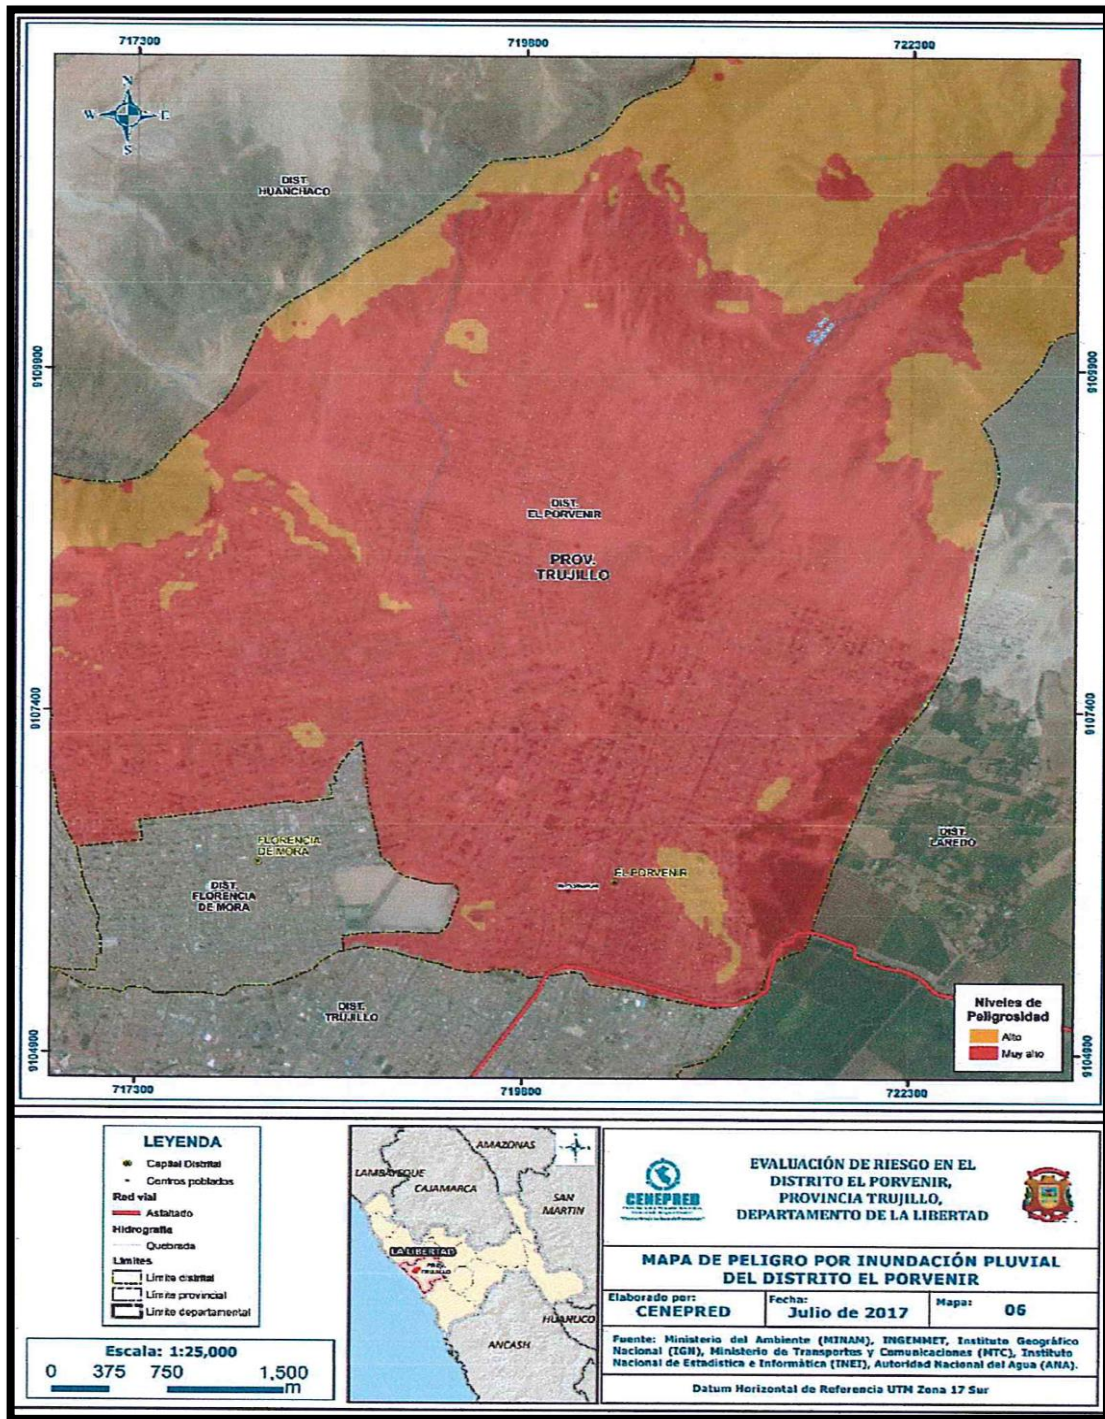 717300
719800
722300
N
W
E
S
DIST.
HUANCHACO
9109900
9109900
DIST.
EL PORVENIR
PROV.
TRUJILLO
9107400
9107400
FLORENCIA
DE MORA
DIST.
FLORENCIA
DE MORA
EL PORVENIR
DIST.
LAREDO
DIST.
TRUJILLO
9104900
9104900
Niveles de
Peligrosidad
Alto
Muy alto
717300
719800
722300
LEYENDA
Capital Distrital
Centros poblados
Red vial
Asfaltado
Hidrografia
Quebrada
Límites
Límite distrital
Límite provincial
Límite departamental
Escala: 1:25,000
0 375 750 1,500
m
AMAZONAS
LAMBAYEQUE
CAJAMARCA
SAN
MARTIN
LA LIBERTAD
PROV.
TRUJILLO
HUANUCO
ANCASH
CENEPRED
EVALUACIÓN DE RIESGO EN EL
DISTRITO EL PORVENIR,
PROVINCIA TRUJILLO,
DEPARTAMENTO DE LA LIBERTAD
MAPA DE PELIGRO POR INUNDACIÓN PLUVIAL
DEL DISTRITO EL PORVENIR
Elaborado por:
CENEPRED
Fecha:
Julio de 2017
Mapa:
06
Fuente: Ministerio del Ambiente (MINAM), INGEMMET, Instituto Geográfico
Nacional (IGN), Ministerio de Transportes y Comunicaciones (MTC), Instituto
Nacional de Estadística e Informática (INEI), Autoridad Nacional del Agua (ANA).
Datum Horizontal de Referencia UTM Zona 17 Sur